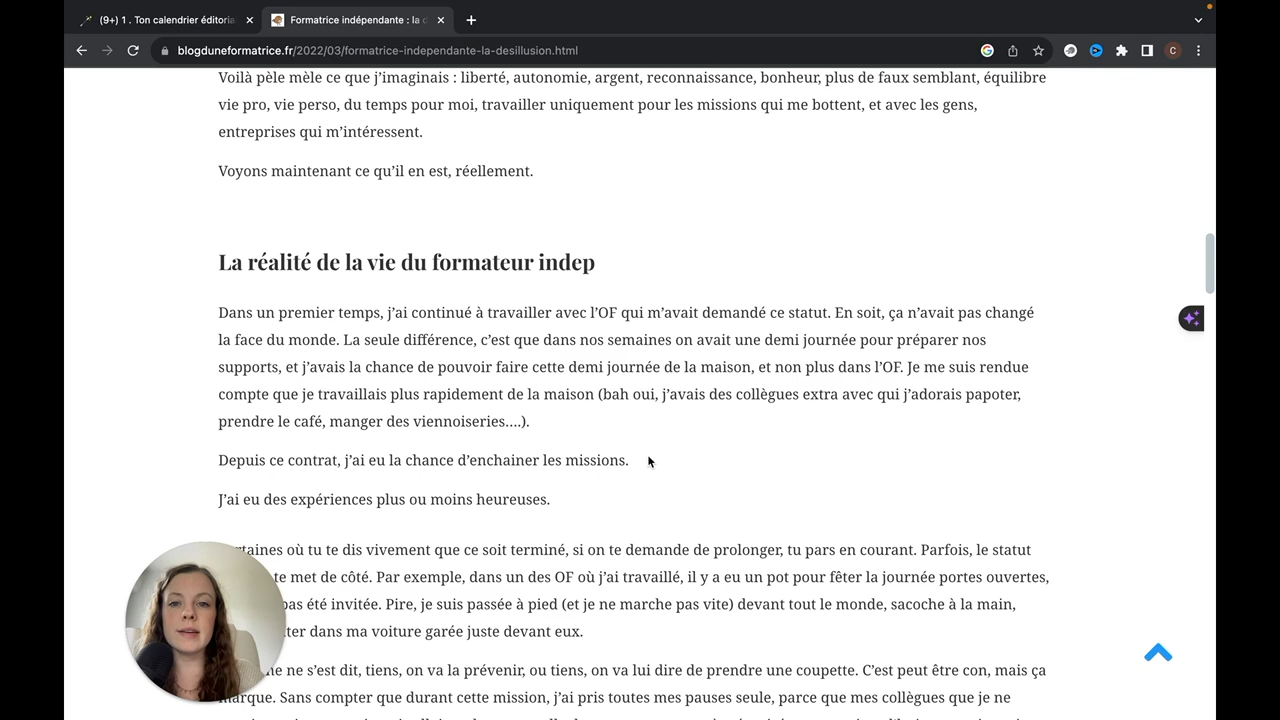 (9+) 1 . Ton calendrier éditoria
Formatrice indépendante : la d
blogduneformatrice.fr/2022/03/formatrice-independante-la-desillusion.html
C
Voilà pèle mèle ce que j’imaginais : liberté, autonomie, argent, reconnaissance, bonheur, plus de faux semblant, équilibre
vie pro, vie perso, du temps pour moi, travailler uniquement pour les missions qui me bottent, et avec les gens,
entreprises qui m’intéressent.
Voyons maintenant ce qu’il en est, réellement.
La réalité de la vie du formateur indep
Dans un premier temps, j’ai continué à travailler avec l’OF qui m’avait demandé ce statut. En soit, ça n’avait pas changé
la face du monde. La seule différence, c’est que dans nos semaines on avait une demi journée pour préparer nos
supports, et j’avais la chance de pouvoir faire cette demi journée de la maison, et non plus dans l’OF. Je me suis rendue
compte que je travaillais plus rapidement de la maison (bah oui, j’avais des collègues extra avec qui j’adorais papoter,
prendre le café, manger des viennoiseries….).
Depuis ce contrat, j’ai eu la chance d’enchainer les missions.
J’ai eu des expériences plus ou moins heureuses.
rtaines où tu te dis vivement que ce soit terminé, si on te demande de prolonger, tu pars en courant. Parfois, le statut
te met de côté. Par exemple, dans un des OF où j’ai travaillé, il y a eu un pot pour fêter la journée portes ouvertes,
pas été invitée. Pire, je suis passée à pied (et je ne marche pas vite) devant tout le monde, sacoche à la main,
ter dans ma voiture garée juste devant eux.
ne ne s’est dit, tiens, on va la prévenir, ou tiens, on va lui dire de prendre une coupette. C’est peut être con, mais ça
marque. Sans compter que durant cette mission, j’ai pris toutes mes pauses seule, parce que mes collègues que je ne